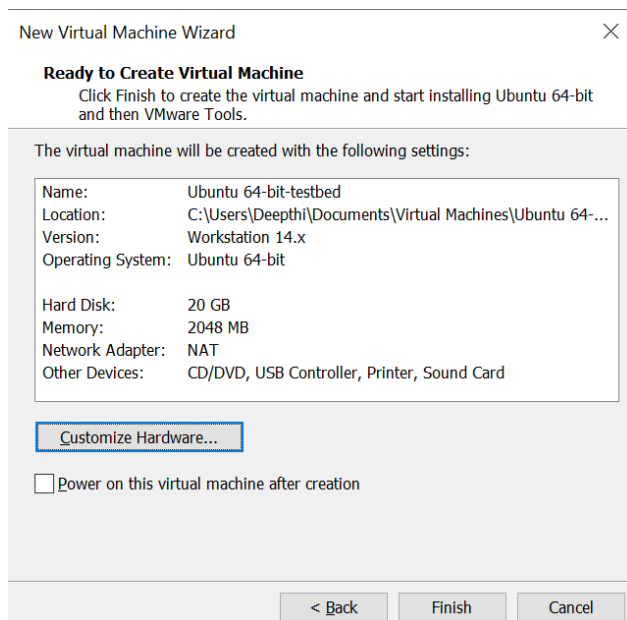 New Virtual Machine Wizard
Ready to Create Virtual Machine
Click Finish to create the virtual machine and start installing Ubuntu 64-bit
and then VMware Tools.
The virtual machine will be created with the following settings:
Name: Ubuntu 64-bit-testbed
Location: C:\Users\Deepthi\Documents\Virtual Machines\Ubuntu 64-...
Version: Workstation 14.x
Operating System: Ubuntu 64-bit
Hard Disk: 20 GB
Memory: 2048 MB
Network Adapter: NAT
Other Devices: CD/DVD, USB Controller, Printer, Sound Card
Customize Hardware...
Power on this virtual machine after creation
< Back Finish Cancel